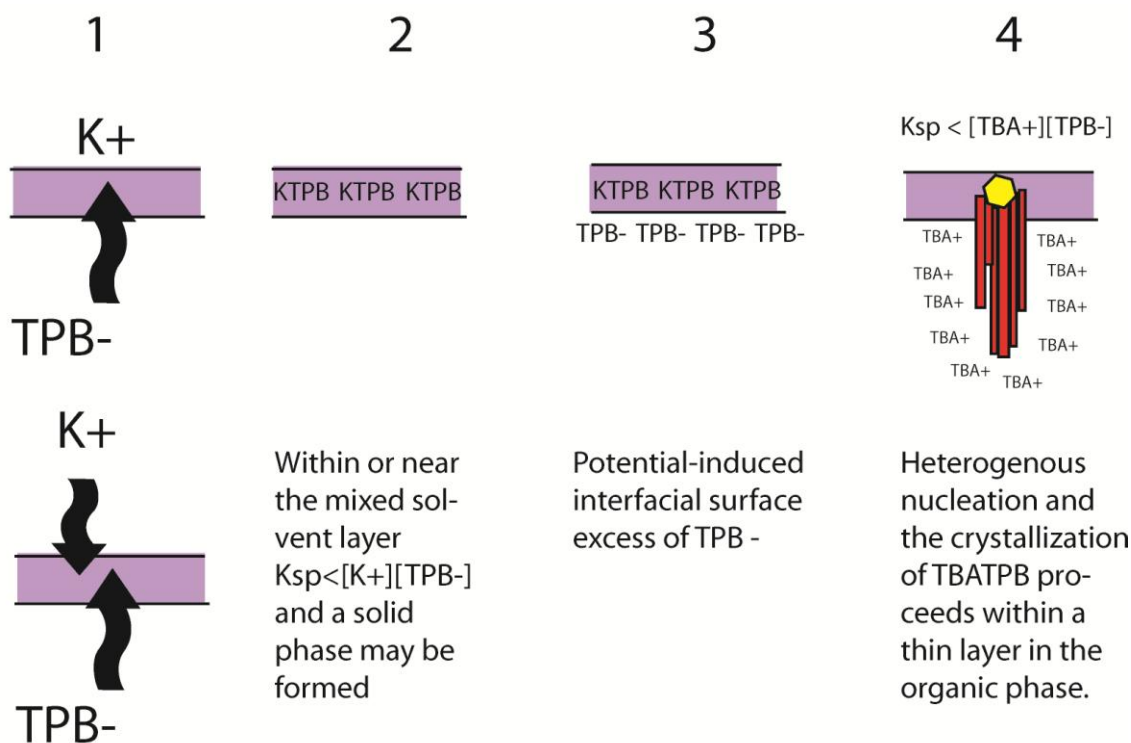 1
2
3
4
K+
TPB-
K+
TPB-
KTPB KTPB KTPB
Within or near
the mixed sol-
vent layer
Ksp<[K+][TPB-]
and a solid
phase may be
formed
KTPB KTPB KTPB
TPB- TPB- TPB- TPB-
Potential-induced
interfacial surface
excess of TPB -
Ksp < [TBA+][TPB-]
TBA+
TBA+
TBA+
TBA+
TBA+
TBA+
TBA+
TBA+
TBA+
TBA+
Heterogenous
nucleation and
the crystallization
of TBATPB pro-
ceeds within a
thin layer in the
organic phase.